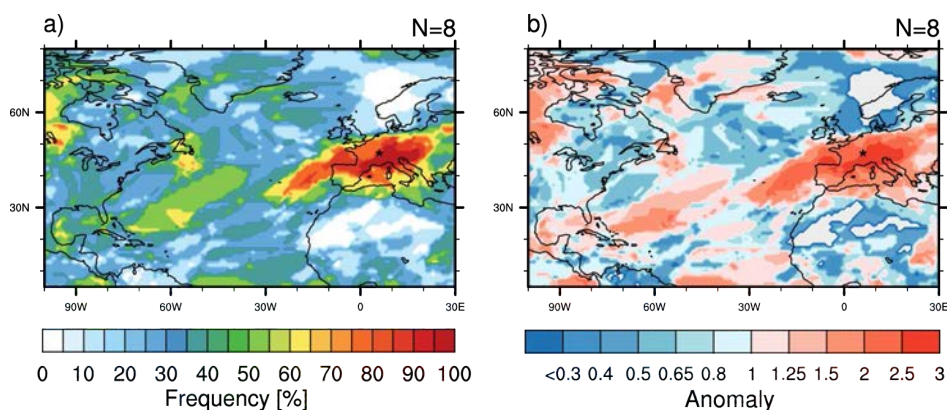 a) N=8 b) N=8
60N 60N
30N 30N
90W 60W 30W 0 30E 90W 60W 30W 0 30E
0 10 20 30 40 50 60 70 80 90 100 <0.3 0.4 0.5 0.65 0.8 1 1.25 1.5 2 2.5 3
Frequency [%] Anomaly